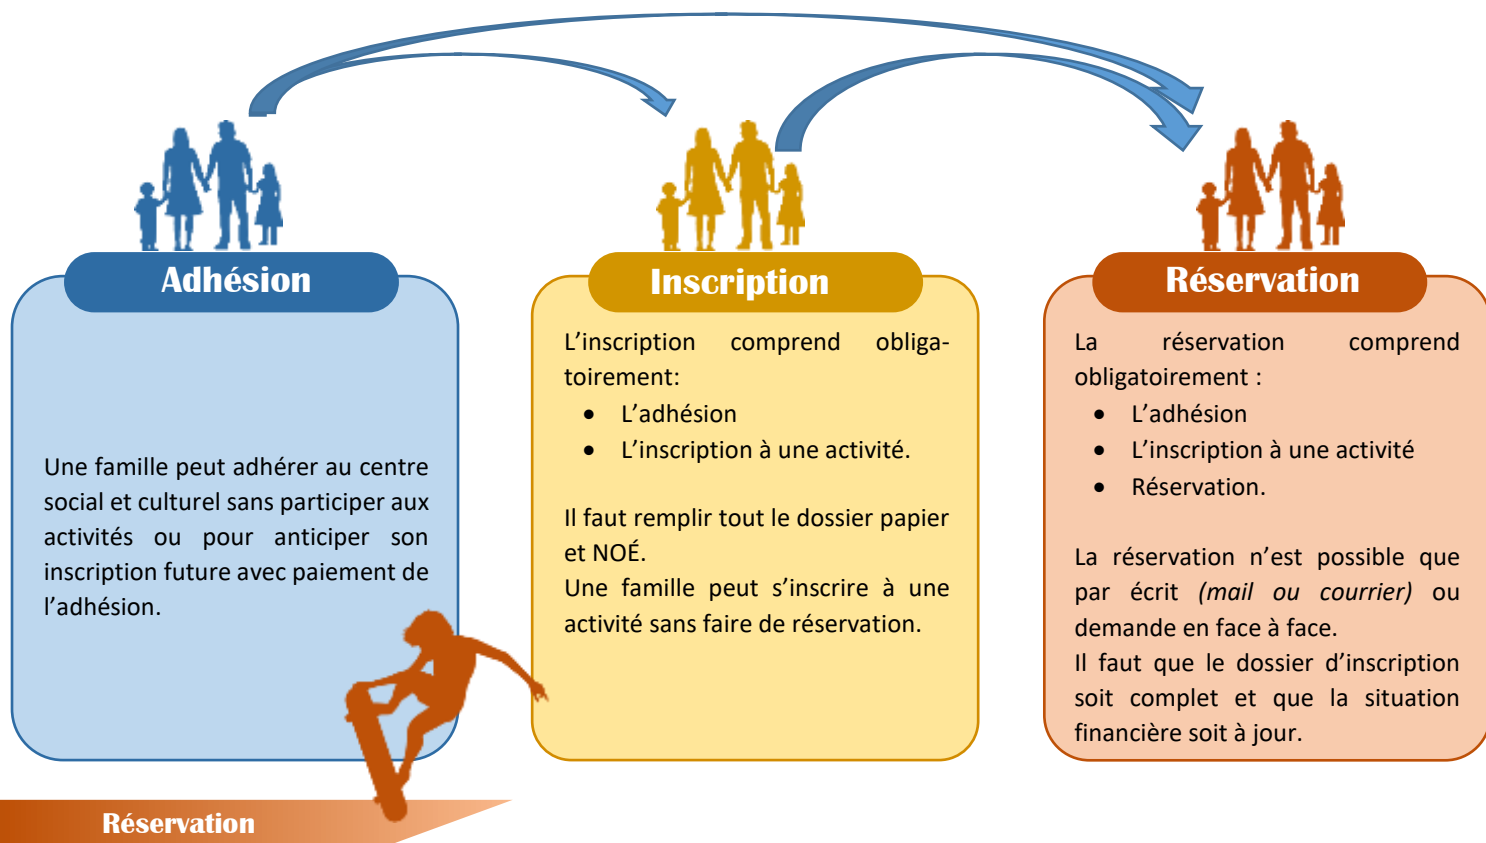 Adhésion
Une famille peut adhérer au centre
social et culturel sans participer aux
activités ou pour anticiper son
inscription future avec paiement de
l’adhésion.
Inscription
L’inscription comprend obliga-
toirement:
• L’adhésion
• L’inscription à une activité.
Il faut remplir tout le dossier papier
et NOÉ.
Une famille peut s’inscrire à une
activité sans faire de réservation.
Réservation
La réservation comprend
obligatoirement :
• L’adhésion
• L’inscription à une activité
• Réservation.
La réservation n’est possible que
par écrit (mail ou courrier) ou
demande en face à face.
Il faut que le dossier d’inscription
soit complet et que la situation
financière soit à jour.
Réservation